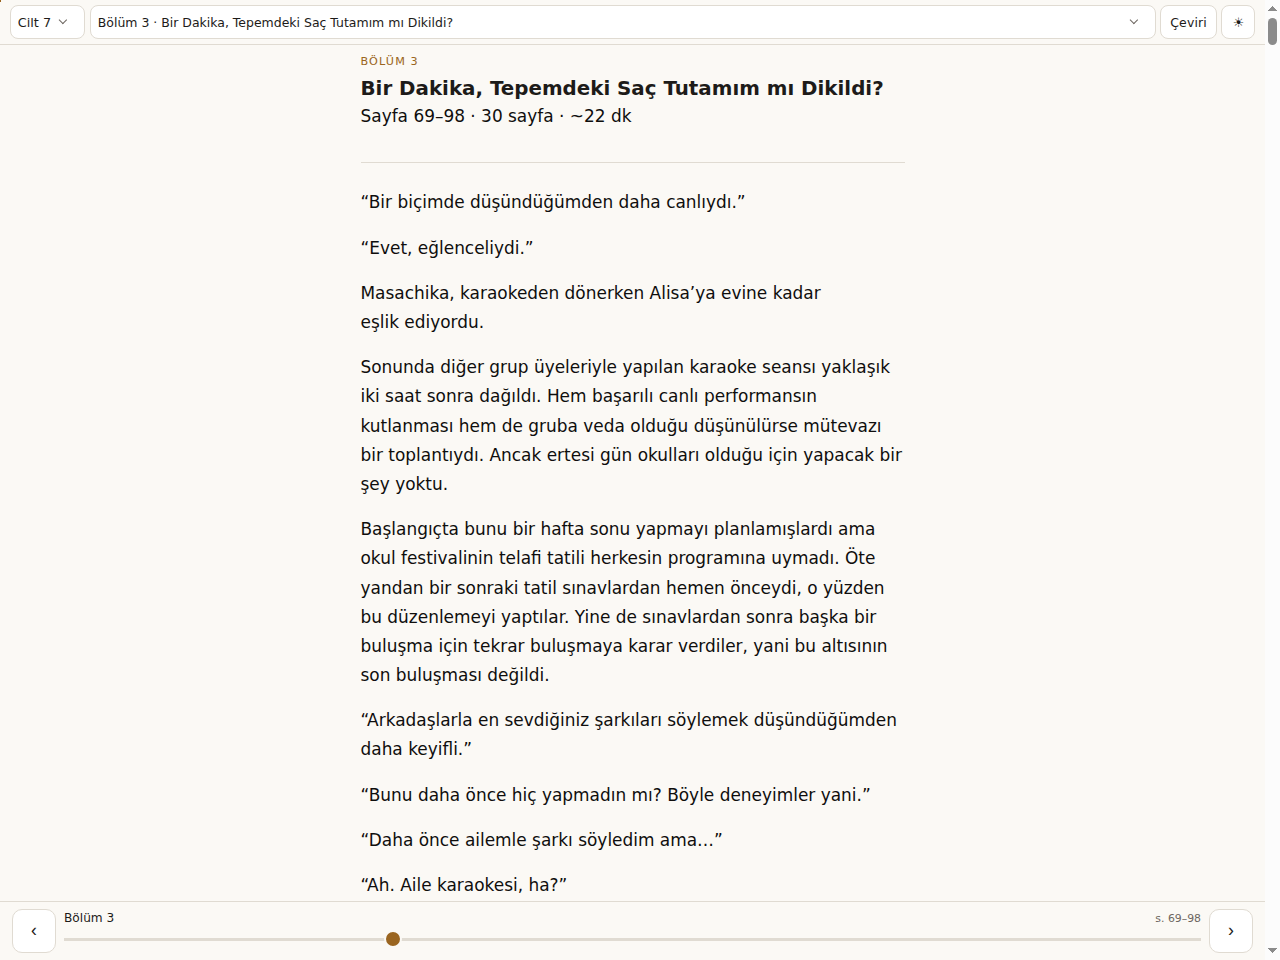 Cilt 7
Bölüm 3 · Bir Dakika, Tepemdeki Saç Tutamım mı Dikildi?
Çeviri
BÖLÜM 3
Bir Dakika, Tepemdeki Saç Tutamım mı Dikildi?
Sayfa 69–98 · 30 sayfa · ~22 dk
“Bir biçimde düşündüğümden daha canlıydı.”
“Evet, eğlenceliydi.”
Masachika, karaokeden dönerken Alisa’ya evine kadar
eşlik ediyordu.
Sonunda diğer grup üyeleriyle yapılan karaoke seansı yaklaşık
iki saat sonra dağıldı. Hem başarılı canlı performansın
kutlanması hem de gruba veda olduğu düşünülürse mütevazı
bir toplantıydı. Ancak ertesi gün okulları olduğu için yapacak bir
şey yoktu.
Başlangıçta bunu bir hafta sonu yapmayı planlamışlardı ama
okul festivalinin telafi tatili herkesin programına uymadı. Öte
yandan bir sonraki tatil sınavlardan hemen önceydi, o yüzden
bu düzenlemeyi yaptılar. Yine de sınavlardan sonra başka bir
buluşma için tekrar buluşmaya karar verdiler, yani bu altısının
son buluşması değildi.
“Arkadaşlarla en sevdiğiniz şarkıları söylemek düşündüğümden
daha keyifli.”
“Bunu daha önce hiç yapmadın mı? Böyle deneyimler yani.”
“Daha önce ailemle şarkı söyledim ama…”
“Ah. Aile karaokesi, ha?”
‹
Bölüm 3
s. 69–98
›